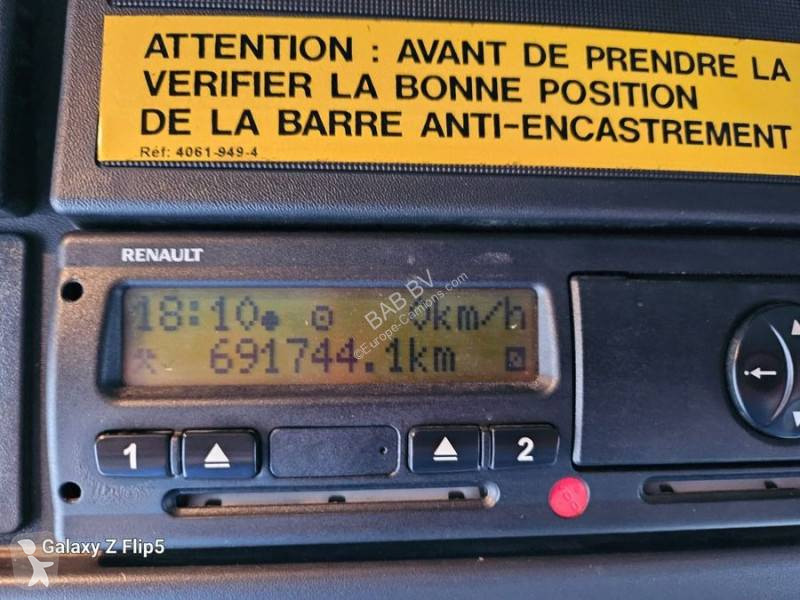 ATTENTION : AVANT DE PRENDRE LA
VERIFIER LA BONNE POSITION
DE LA BARRE ANTI-ENCASTREMENT
Réf: 4061-949-4
RENAULT
18:10 0km/h
691744.1km
BAB BV
©Europe-Camions.com
1
2
Galaxy Z Flip5